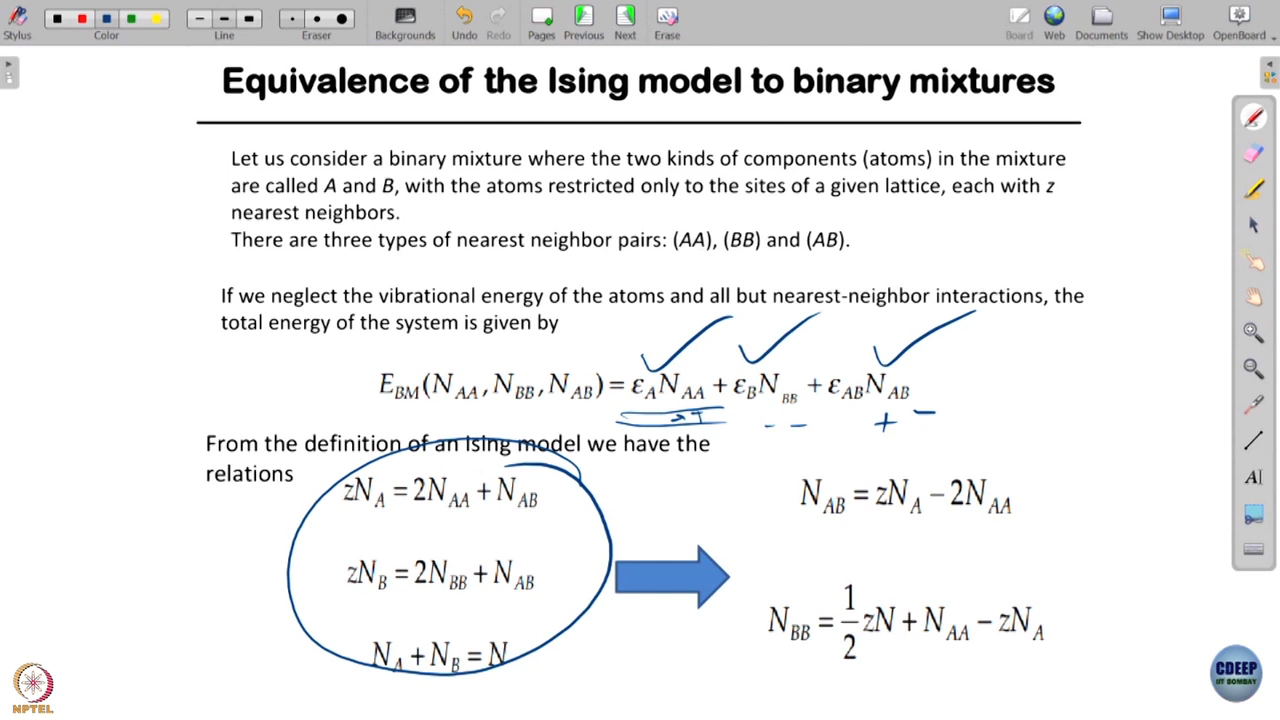 Stylus
Color
Line
Eraser
Backgrounds
Undo
Redo
Pages
Previous
Next
Erase
Board
Web
Documents
Show Desktop
OpenBoard
Equivalence of the Ising model to binary mixtures
Let us consider a binary mixture where the two kinds of components (atoms) in the mixture
are called A and B, with the atoms restricted only to the sites of a given lattice, each with z
nearest neighbors.
There are three types of nearest neighbor pairs: (AA), (BB) and (AB).
If we neglect the vibrational energy of the atoms and all but nearest-neighbor interactions, the
total energy of the system is given by
E_BM(N_AA, N_BB, N_AB) = ε_A N_AA + ε_B N_BB + ε_AB N_AB
- -
+ -
From the definition of an Ising model we have the
relations
zN_A = 2N_AA + N_AB
zN_B = 2N_BB + N_AB
N_A + N_B = N
N_AB = zN_A − 2N_AA
N_BB = 1/2 zN + N_AA − zN_A
NPTEL
CDEEP
IIT BOMBAY